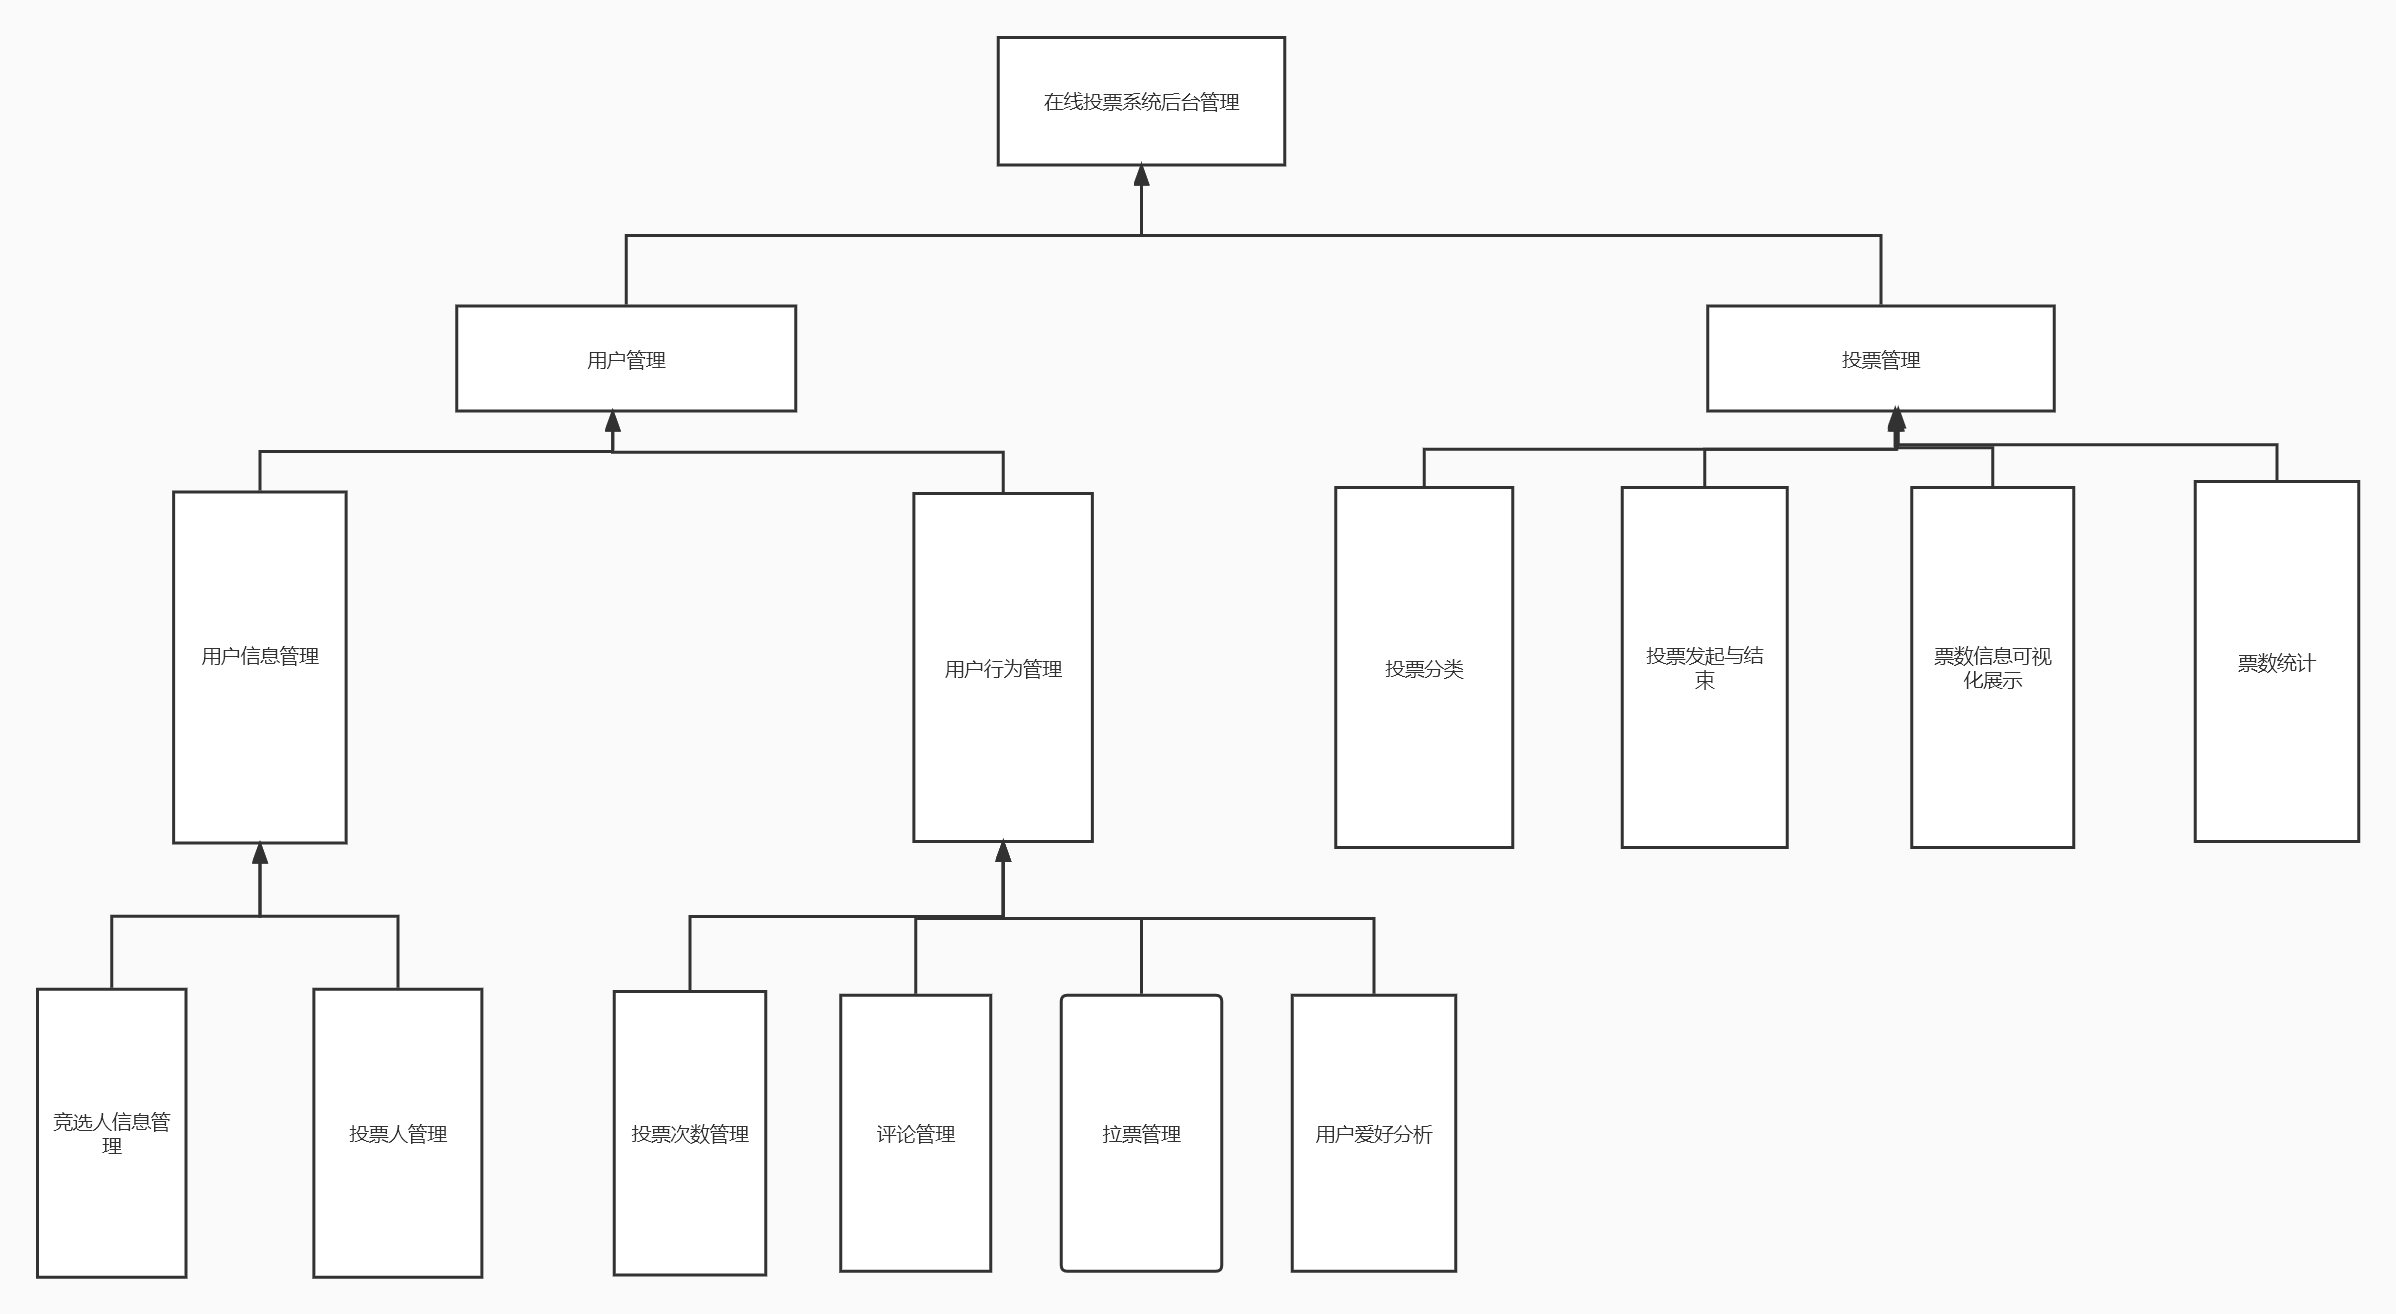 在线投票系统后台管理
用户管理
投票管理
用户信息管理
用户行为管理
投票分类
投票发起与结
束
票数信息可视
化展示
票数统计
竞选人信息管
理
投票人管理
投票次数管理
评论管理
拉票管理
用户爱好分析